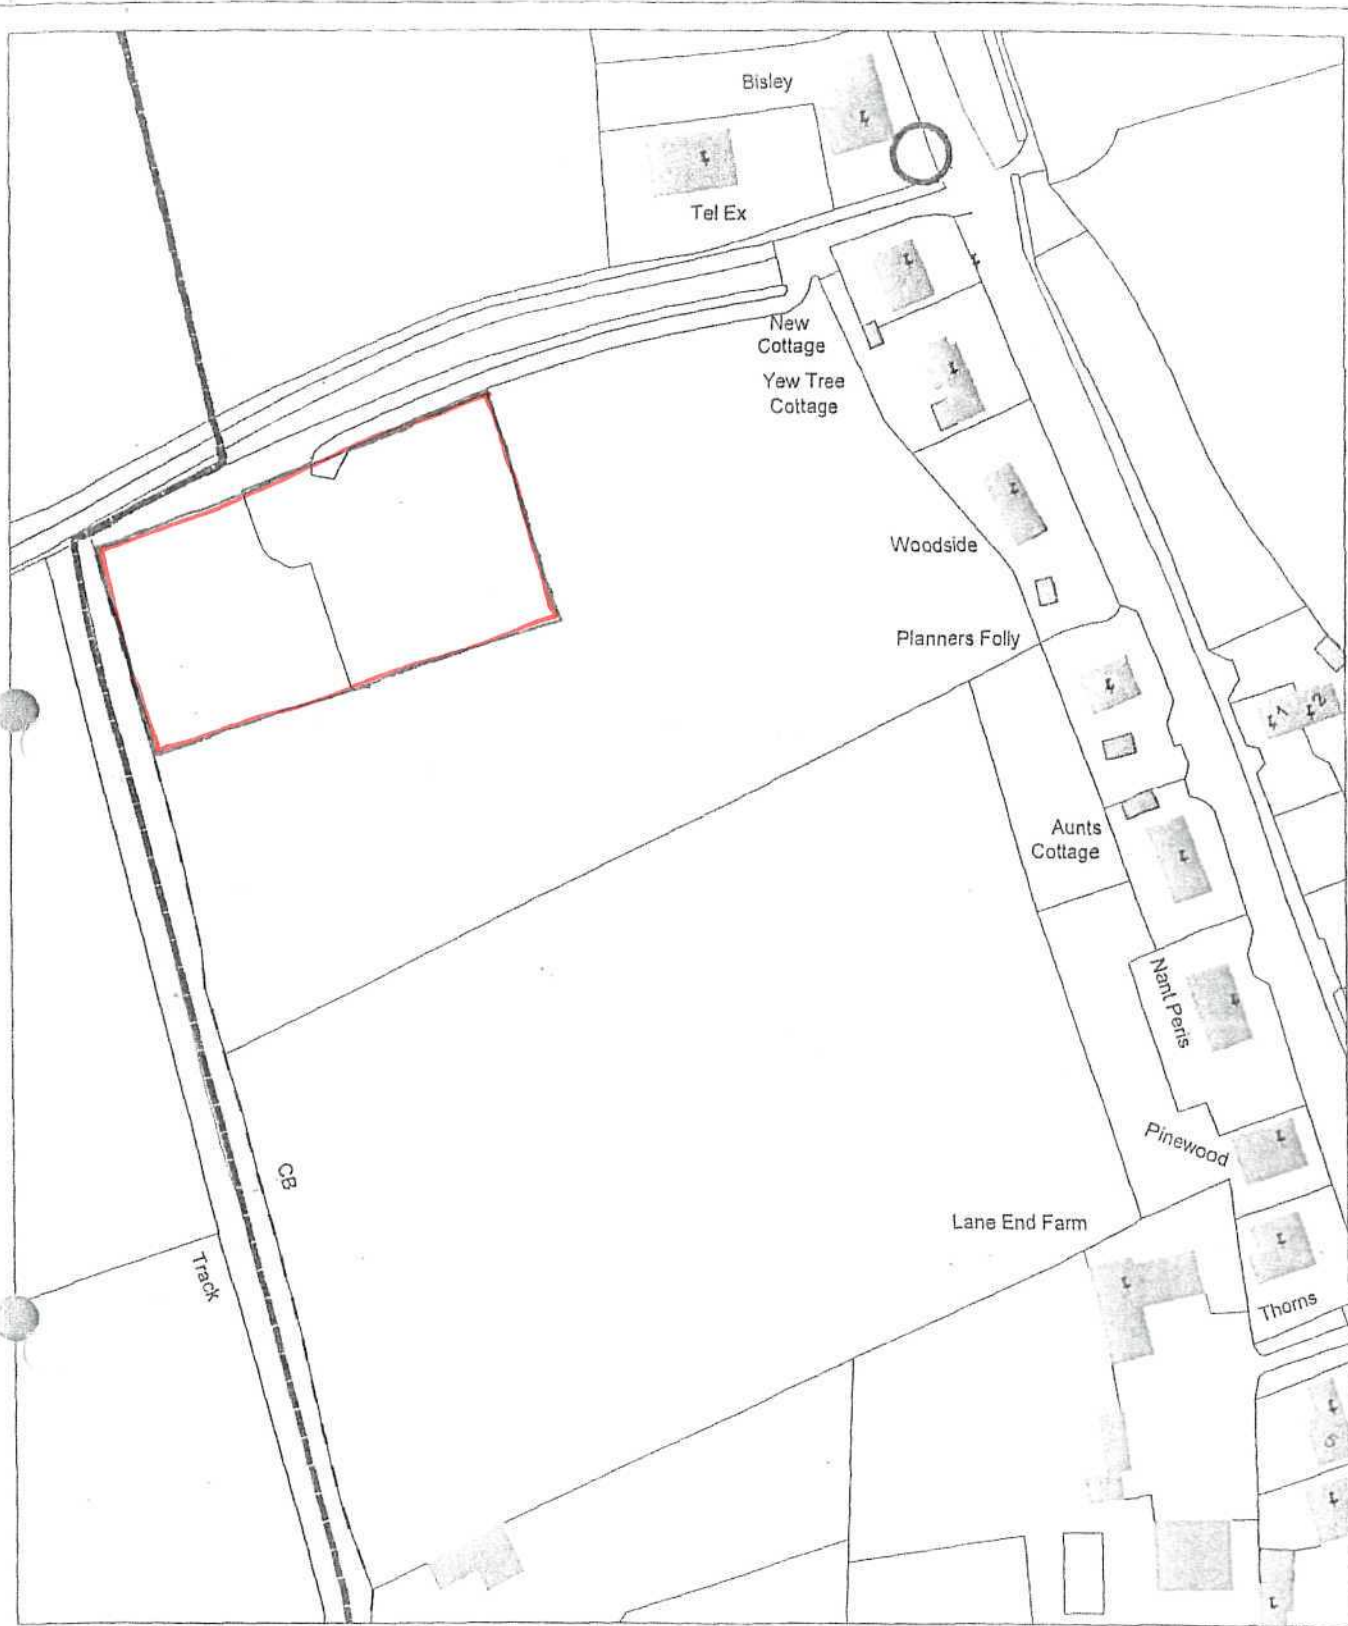 Bisley
Tel Ex
New
Cottage
Yew Tree
Cottage
Woodside
Planners Folly
Aunts
Cottage
Nant Peris
Pinewood
Lane End Farm
Thorns
CB
Track